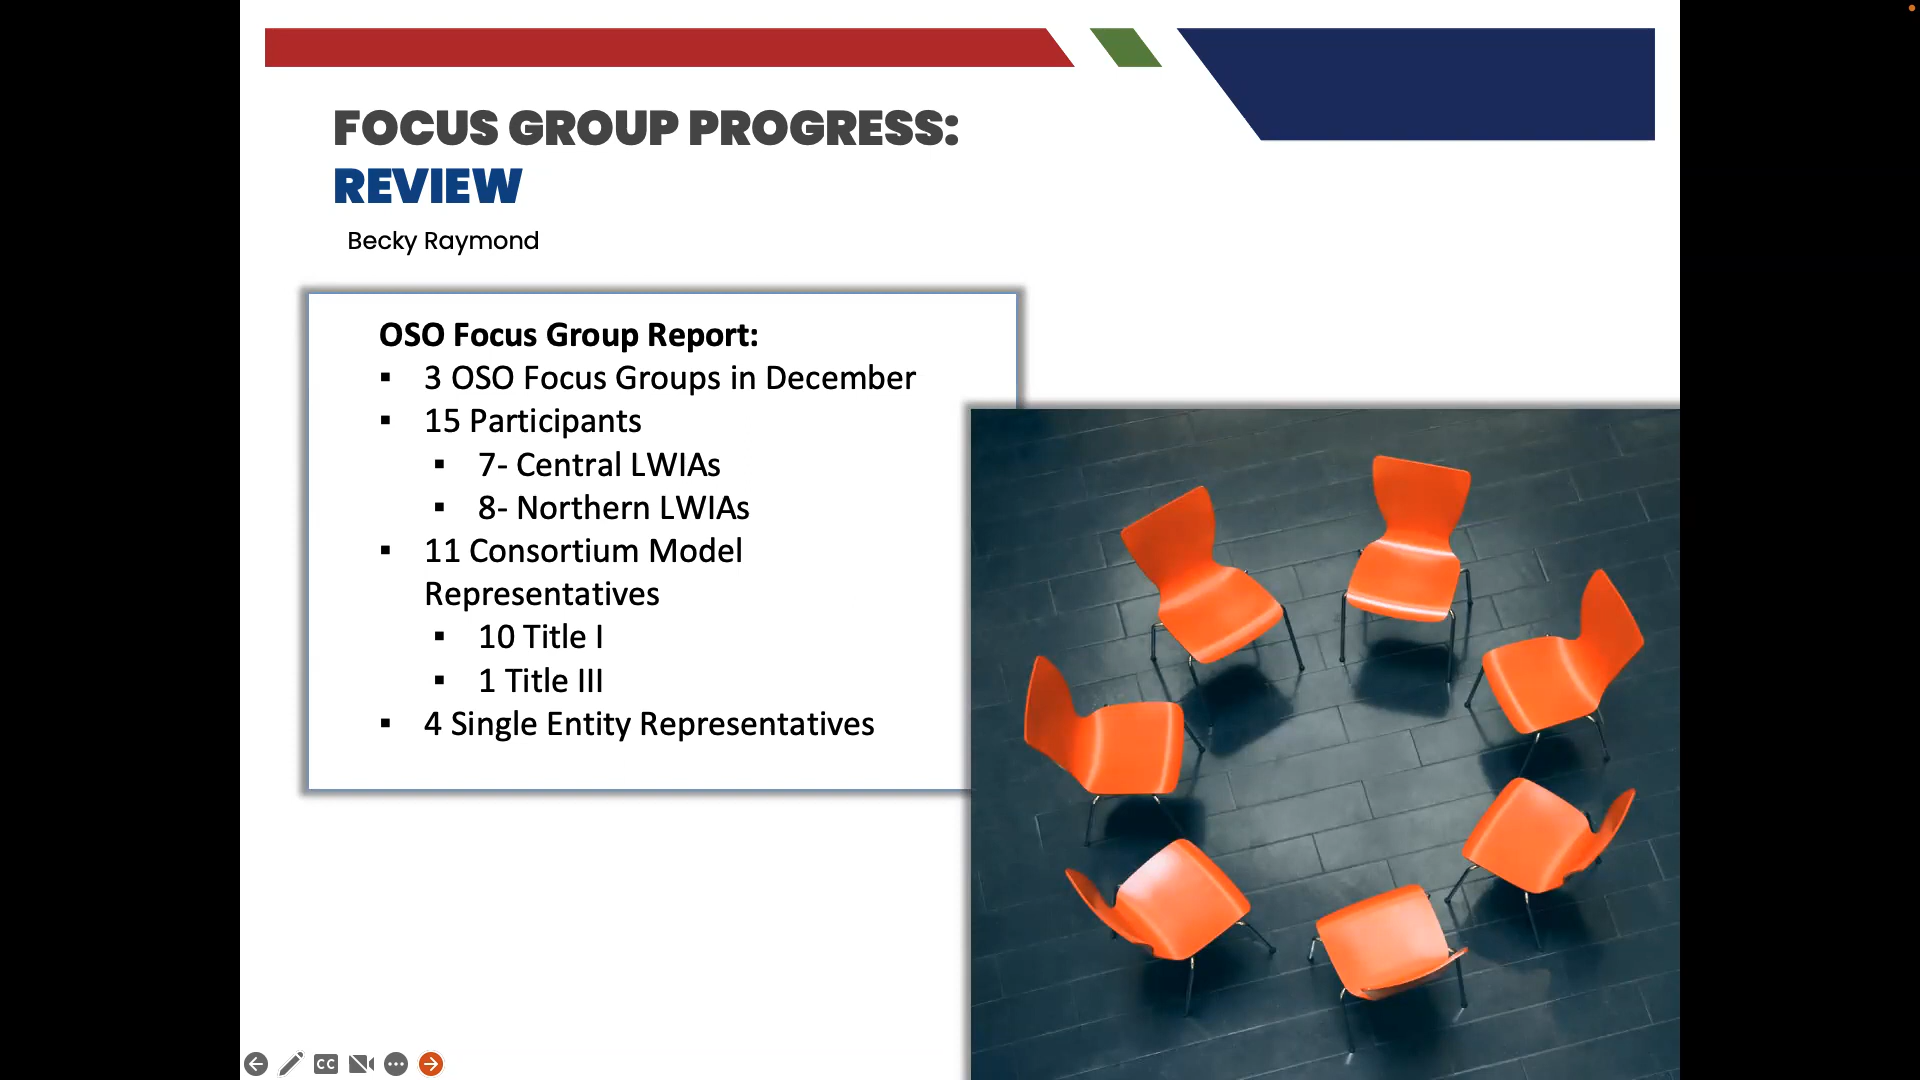 FOCUS GROUP PROGRESS:
REVIEW
Becky Raymond
OSO Focus Group Report:
▪ 3 OSO Focus Groups in December
▪ 15 Participants
▪ 7- Central LWIAs
▪ 8- Northern LWIAs
▪ 11 Consortium Model
Representatives
▪ 10 Title I
▪ 1 Title III
▪ 4 Single Entity Representatives
CC